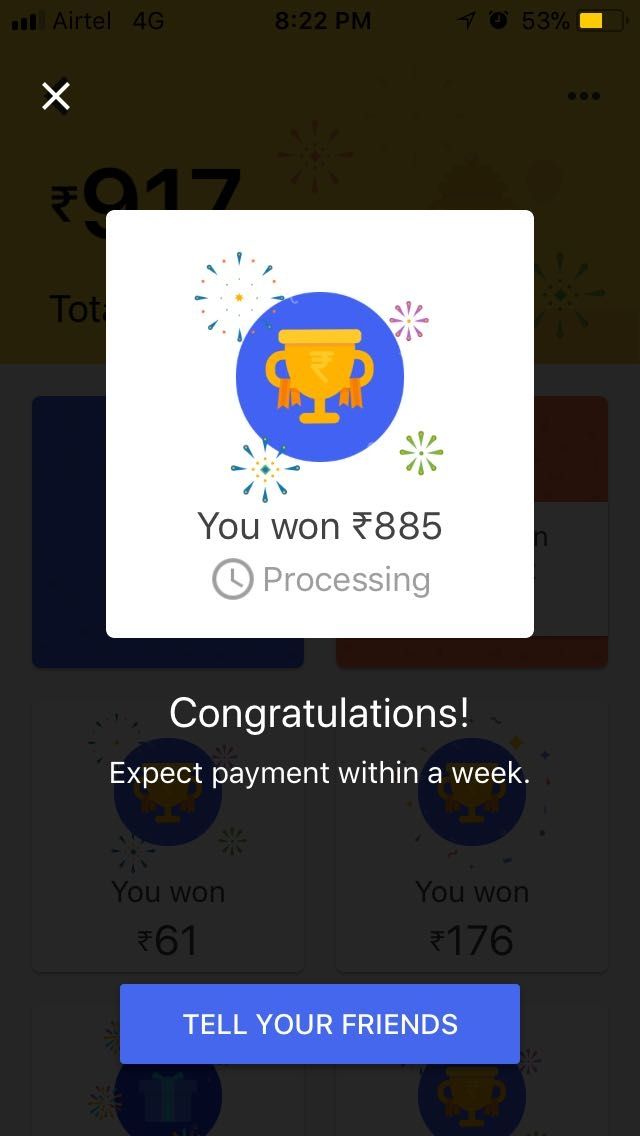 Airtel 4G 8:22 PM 53%
₹917
You won ₹885
Processing
Congratulations!
Expect payment within a week.
You won
₹61
You won
₹176
TELL YOUR FRIENDS